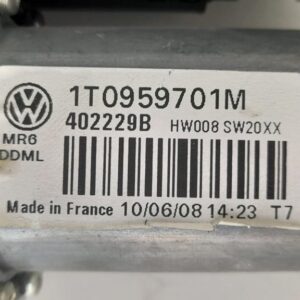 1T0959701M
402229B HW008 SW20XX
MR6
DDML
Made in France 10/06/08 14:23 T7